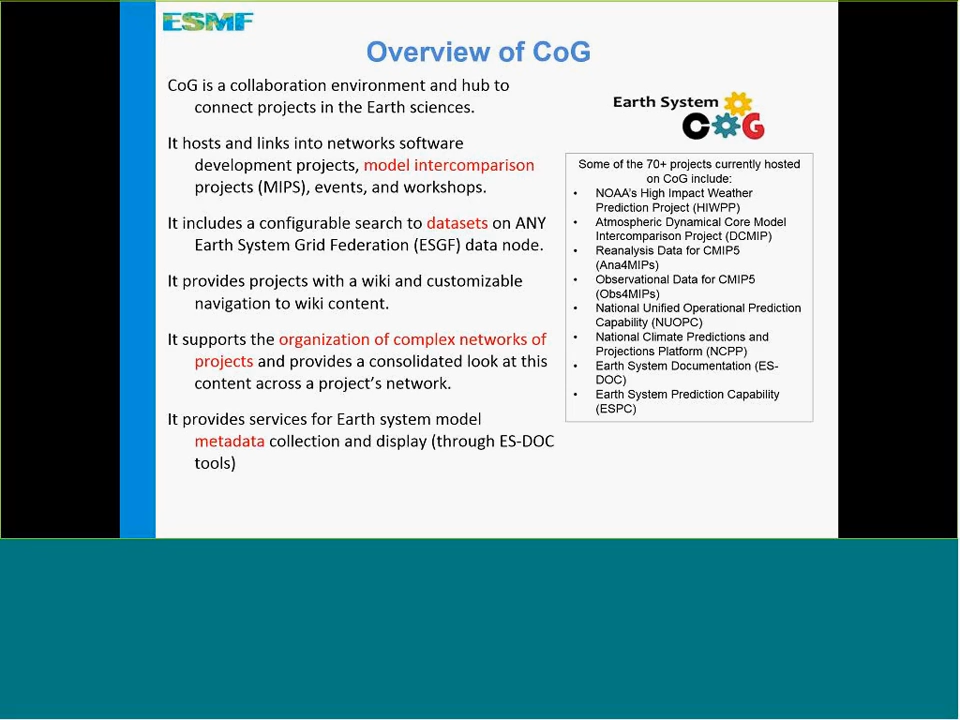 ESMF
Overview of CoG
CoG is a collaboration environment and hub to
connect projects in the Earth sciences.
It hosts and links into networks software
development projects, model intercomparison
projects (MIPS), events, and workshops.
It includes a configurable search to datasets on ANY
Earth System Grid Federation (ESGF) data node.
It provides projects with a wiki and customizable
navigation to wiki content.
It supports the organization of complex networks of
projects and provides a consolidated look at this
content across a project's network.
It provides services for Earth system model
metadata collection and display (through ES-DOC
tools)
Earth System
CoG
Some of the 70+ projects currently hosted
on CoG include:
• NOAA's High Impact Weather
Prediction Project (HIWPP)
• Atmospheric Dynamical Core Model
Intercomparison Project (DCMIP)
• Reanalysis Data for CMIP5
(Ana4MIPs)
• Observational Data for CMIP5
(Obs4MIPs)
• National Unified Operational Prediction
Capability (NUOPC)
• National Climate Predictions and
Projections Platform (NCPP)
• Earth System Documentation (ES-
DOC)
• Earth System Prediction Capability
(ESPC)